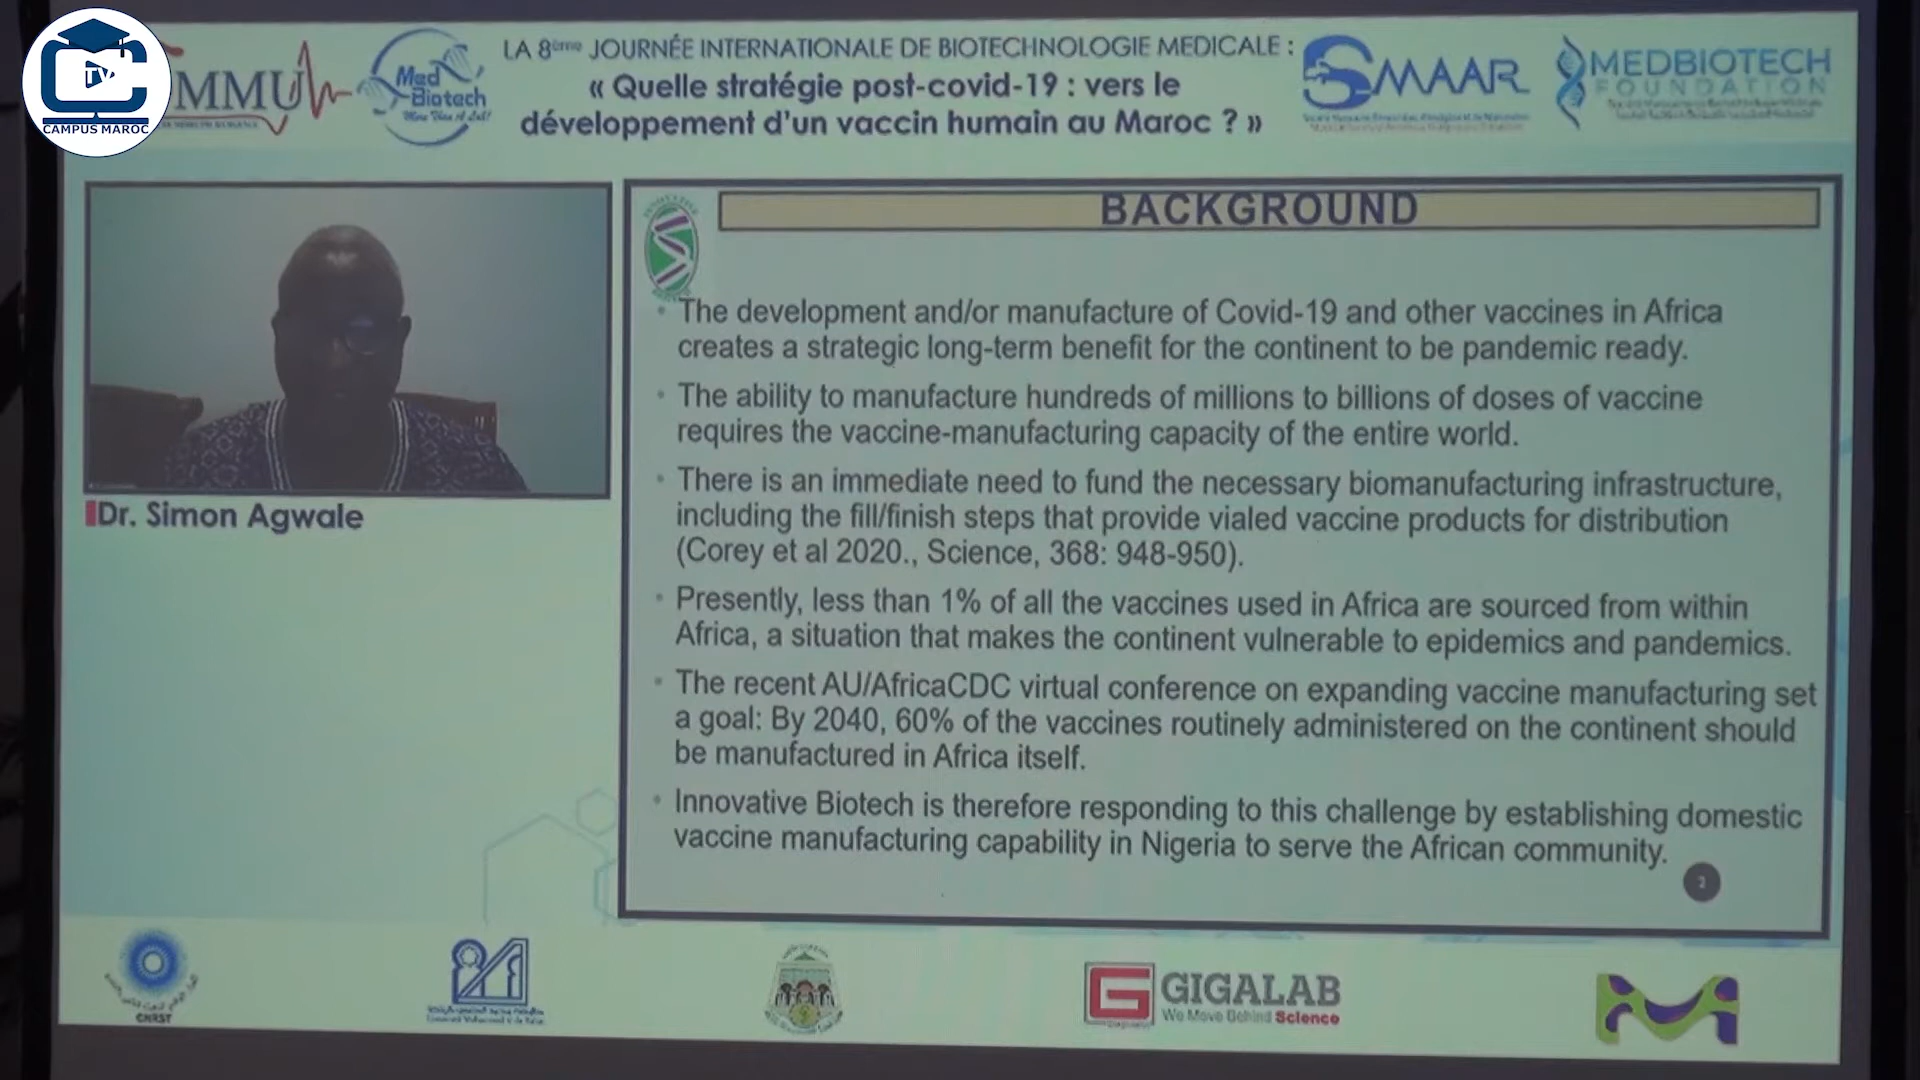 TV
CAMPUS MAROC
MMU
Med
Biotech
LA 8ème JOURNÉE INTERNATIONALE DE BIOTECHNOLOGIE MEDICALE :
« Quelle stratégie post-covid-19 : vers le
développement d'un vaccin humain au Maroc ? »
SMAAR
MEDBIOTECH
FOUNDATION
BACKGROUND
• The development and/or manufacture of Covid-19 and other vaccines in Africa
creates a strategic long-term benefit for the continent to be pandemic ready.
• The ability to manufacture hundreds of millions to billions of doses of vaccine
requires the vaccine-manufacturing capacity of the entire world.
• There is an immediate need to fund the necessary biomanufacturing infrastructure,
including the fill/finish steps that provide vialed vaccine products for distribution
(Corey et al 2020., Science, 368: 948-950).
• Presently, less than 1% of all the vaccines used in Africa are sourced from within
Africa, a situation that makes the continent vulnerable to epidemics and pandemics.
• The recent AU/AfricaCDC virtual conference on expanding vaccine manufacturing set
a goal: By 2040, 60% of the vaccines routinely administered on the continent should
be manufactured in Africa itself.
• Innovative Biotech is therefore responding to this challenge by establishing domestic
vaccine manufacturing capability in Nigeria to serve the African community.
2
Dr. Simon Agwale
CNRST
GIGALAB
We Move Behind Science